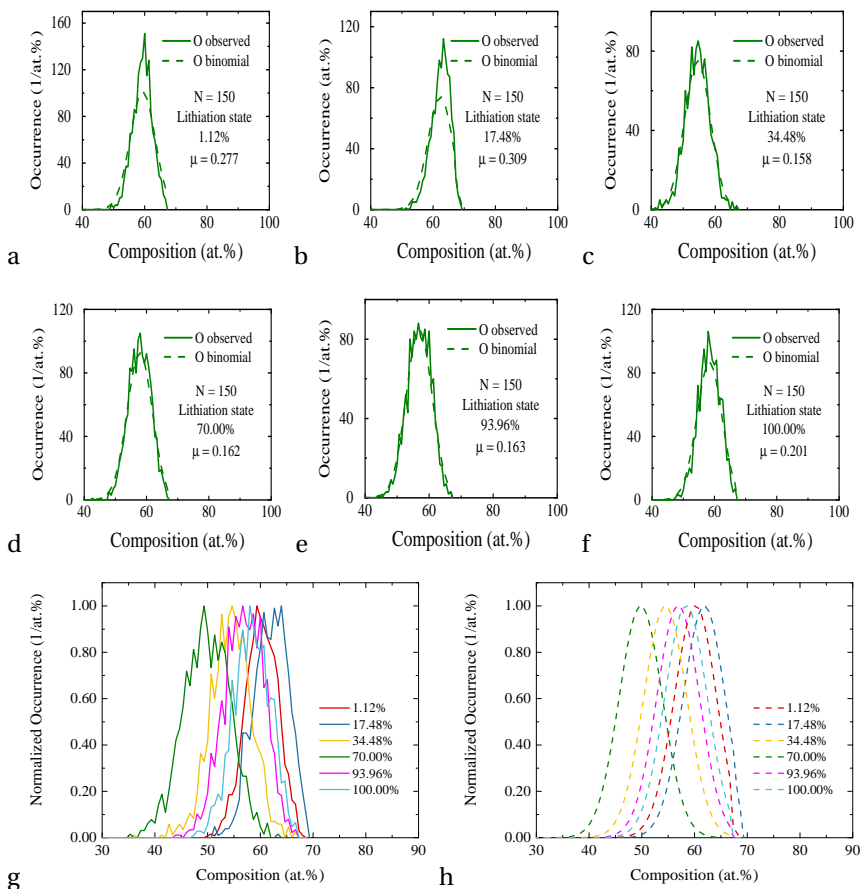 Occurrence (1/at.%)
160
120
80
40
0
O observed
O binomial
N = 150
Lithiation state
1.12%
μ = 0.277
40 60 80 100
Composition (at.%)
a
Occurrence (at.%)
120
80
40
0
O observed
O binomial
N = 150
Lithiation state
17.48%
μ = 0.309
40 60 80 100
Composition (at.%)
b
Occurrence (1/at.%)
80
40
0
O observed
O binomial
N = 150
Lithiation state
34.48%
μ = 0.158
40 60 80 100
Composition (at.%)
c
Occurrence (1/at.%)
120
80
40
0
O observed
O binomial
N = 150
Lithiation state
70.00%
μ = 0.162
40 60 80 100
Composition (at.%)
d
Occurrence (1/at.%)
80
40
0
O observed
O binomial
N = 150
Lithiation state
93.96%
μ = 0.163
40 60 80 100
Composition (at.%)
e
Occurrence (1/at.%)
120
80
40
0
O observed
O binomial
N = 150
Lithiation state
100.00%
μ = 0.201
40 60 80 100
Composition (at.%)
f
Normalized Occurrence (1/at.%)
1.00
0.80
0.60
0.40
0.20
0.00
1.12%
17.48%
34.48%
70.00%
93.96%
100.00%
30 40 50 60 70 80 90
Composition (at.%)
g
Normalized Occurrence (1/at.%)
1.00
0.80
0.60
0.40
0.20
0.00
1.12%
17.48%
34.48%
70.00%
93.96%
100.00%
30 40 50 60 70 80 90
Composition (at.%)
h